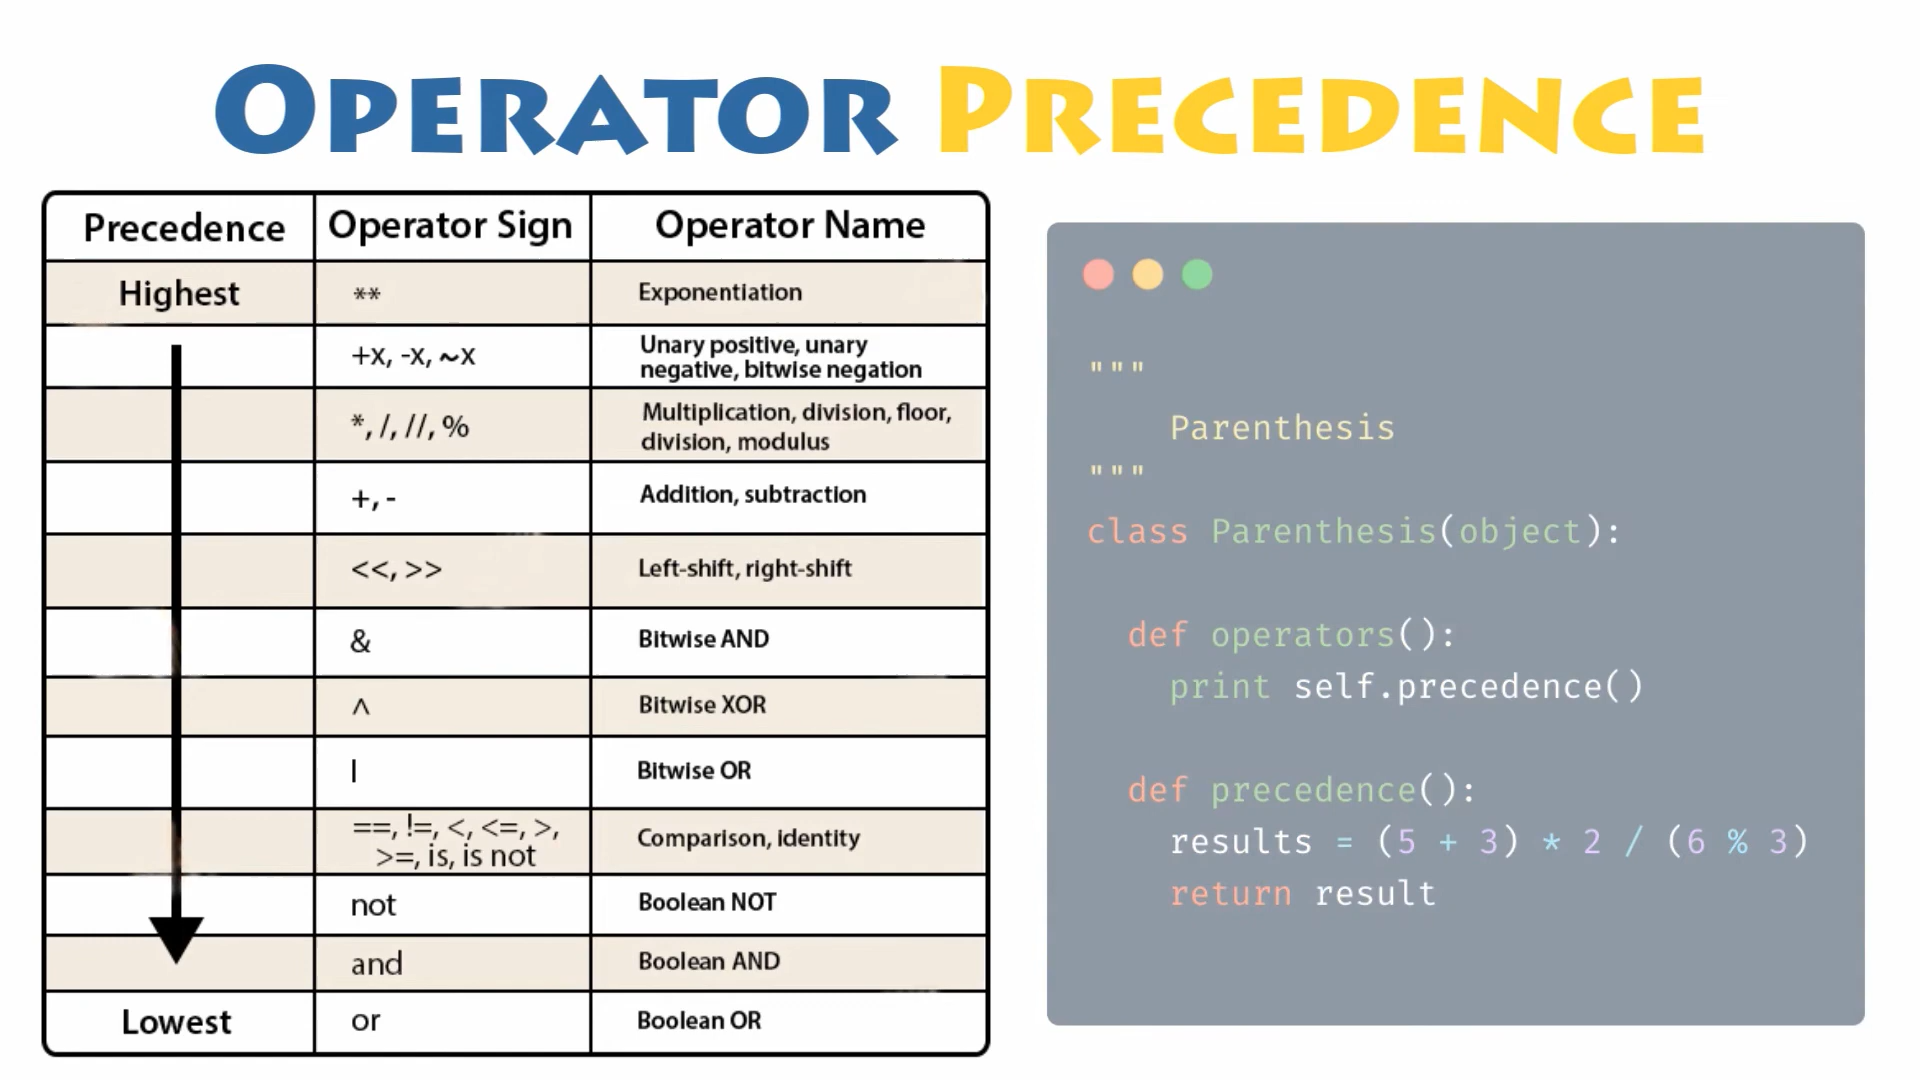 OPERATOR PRECEDENCE
Precedence Operator Sign Operator Name
Highest ** Exponentiation
+x, -x, ~x Unary positive, unary
negative, bitwise negation
*, /, //, % Multiplication, division, floor,
division, modulus
+, - Addition, subtraction
<<, >> Left-shift, right-shift
& Bitwise AND
^ Bitwise XOR
| Bitwise OR
==, !=, <, <=, >,
>=, is, is not Comparison, identity
not Boolean NOT
and Boolean AND
Lowest or Boolean OR
"""
Parenthesis
"""
class Parenthesis(object):
def operators():
print self.precedence()
def precedence():
results = (5 + 3) * 2 / (6 % 3)
return result